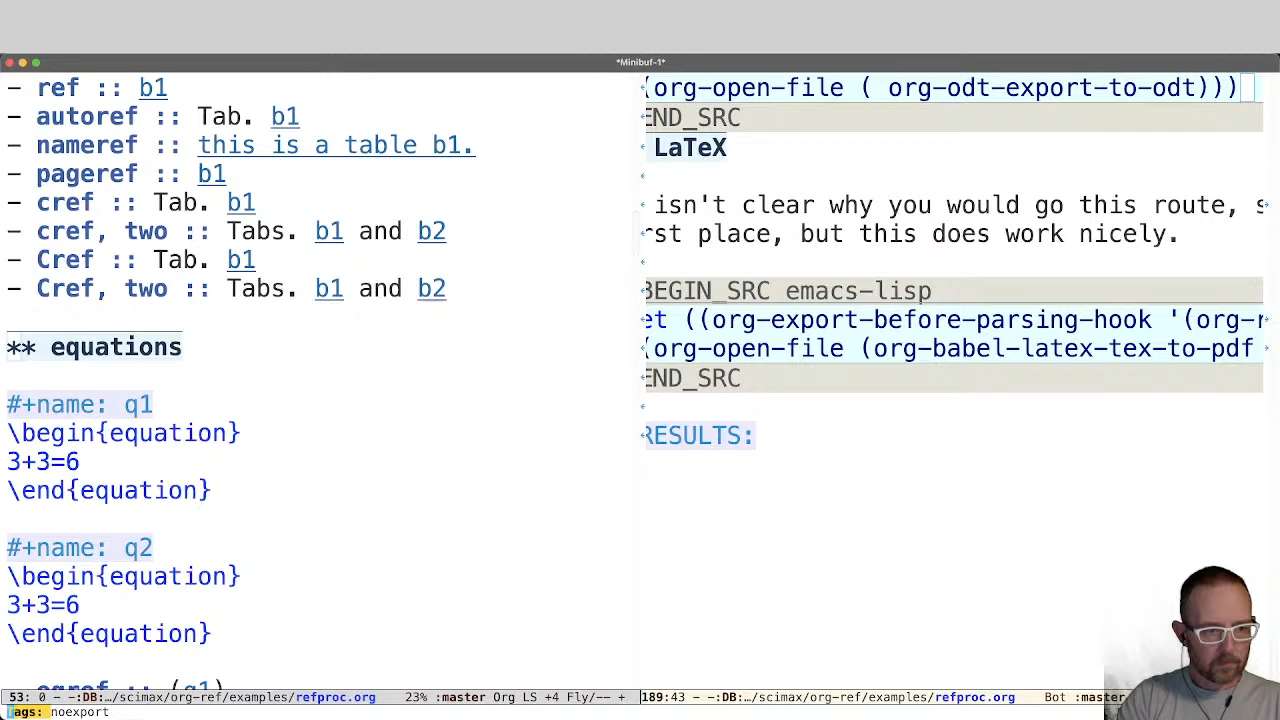 *Minibuf-1*
- ref :: b1
- autoref :: Tab. b1
- nameref :: this is a table b1.
- pageref :: b1
- cref :: Tab. b1
- cref, two :: Tabs. b1 and b2
- Cref :: Tab. b1
- Cref, two :: Tabs. b1 and b2
** equations
#+name: q1
\begin{equation}
3+3=6
\end{equation}
#+name: q2
\begin{equation}
3+3=6
\end{equation}
- eqref :: (q1)
53: 0 - -:DB:./scimax/org-ref/examples/refproc.org 23% :master Org LS +4 Fly/-- +
(org-open-file ( org-odt-export-to-odt)))
END_SRC
LaTeX
isn't clear why you would go this route, s
rst place, but this does work nicely.
BEGIN_SRC emacs-lisp
et ((org-export-before-parsing-hook '(org-r
(org-open-file (org-babel-latex-tex-to-pdf
END_SRC
RESULTS:
189:43 - -:DB:./scimax/org-ref/examples/refproc.org Bot :master
Tags: noexport